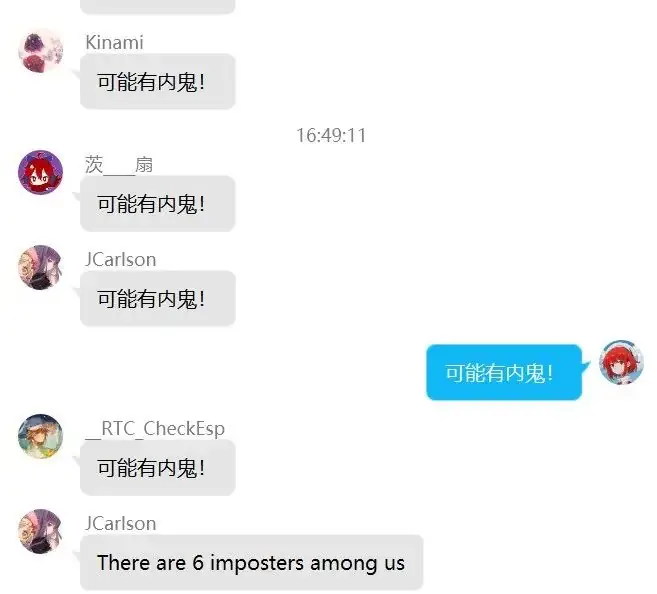 Kinami
可能有内鬼！
16:49:11
茨____扇
可能有内鬼！
JCarlson
可能有内鬼！
可能有内鬼！
__RTC_CheckEsp
可能有内鬼！
JCarlson
There are 6 imposters among us